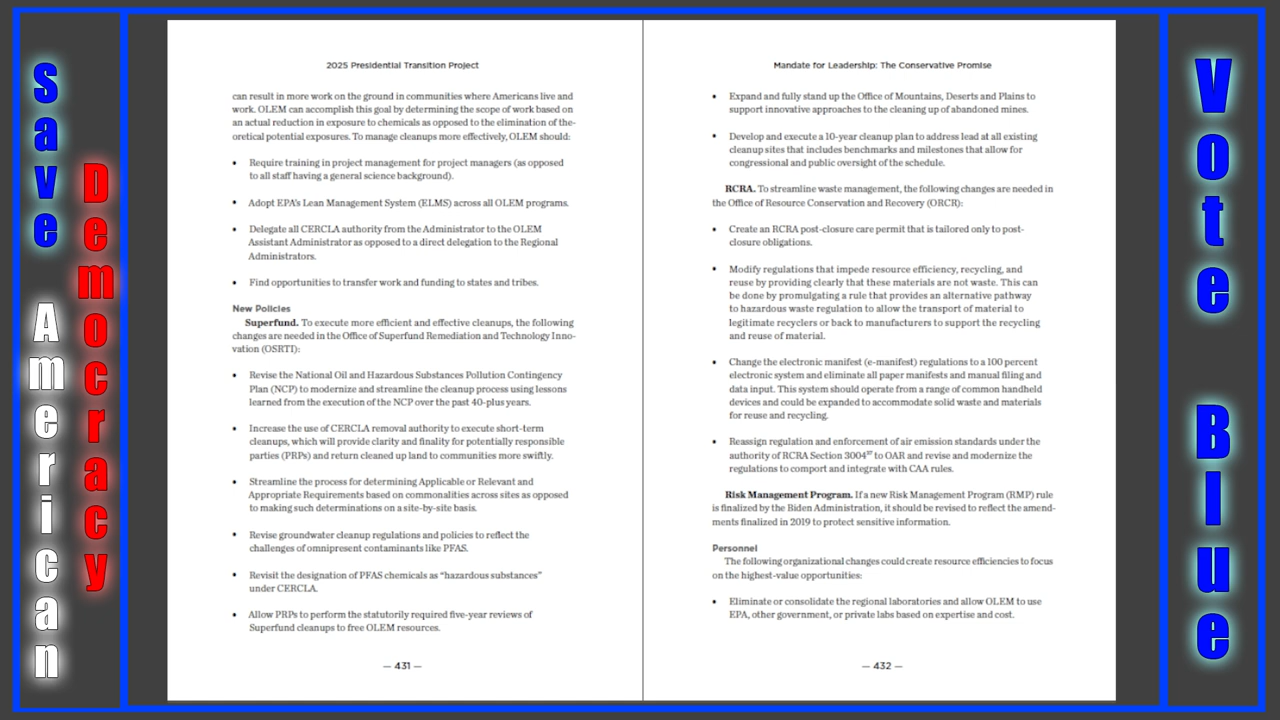 Save
American
Democracy
2025 Presidential Transition Project
can result in more work on the ground in communities where Americans live and
work. OLEM can accomplish this goal by determining the scope of work based on
an actual reduction in exposure to chemicals as opposed to the elimination of the-
oretical potential exposures. To manage cleanups more effectively, OLEM should:
• Require training in project management for project managers (as opposed
to all staff having a general science background).
• Adopt EPA's Lean Management System (ELMS) across all OLEM programs.
• Delegate all CERCLA authority from the Administrator to the OLEM
Assistant Administrator as opposed to a direct delegation to the Regional
Administrators.
• Find opportunities to transfer work and funding to states and tribes.
New Policies
Superfund. To execute more efficient and effective cleanups, the following
changes are needed in the Office of Superfund Remediation and Technology Inno-
vation (OSRTI):
• Revise the National Oil and Hazardous Substances Pollution Contingency
Plan (NCP) to modernize and streamline the cleanup process using lessons
learned from the execution of the NCP over the past 40-plus years.
• Increase the use of CERCLA removal authority to execute short-term
cleanups, which will provide clarity and finality for potentially responsible
parties (PRPs) and return cleaned up land to communities more swiftly.
• Streamline the process for determining Applicable or Relevant and
Appropriate Requirements based on commonalities across sites as opposed
to making such determinations on a site-by-site basis.
• Revise groundwater cleanup regulations and policies to reflect the
challenges of omnipresent contaminants like PFAS.
• Revisit the designation of PFAS chemicals as “hazardous substances”
under CERCLA.
• Allow PRPs to perform the statutorily required five-year reviews of
Superfund cleanups to free OLEM resources.
— 431 —
Mandate for Leadership: The Conservative Promise
• Expand and fully stand up the Office of Mountains, Deserts and Plains to
support innovative approaches to the cleaning up of abandoned mines.
• Develop and execute a 10-year cleanup plan to address lead at all existing
cleanup sites that includes benchmarks and milestones that allow for
congressional and public oversight of the schedule.
RCRA. To streamline waste management, the following changes are needed in
the Office of Resource Conservation and Recovery (ORCR):
• Create an RCRA post-closure care permit that is tailored only to post-
closure obligations.
• Modify regulations that impede resource efficiency, recycling, and
reuse by providing clearly that these materials are not waste. This can
be done by promulgating a rule that provides an alternative pathway
to hazardous waste regulation to allow the transport of material to
legitimate recyclers or back to manufacturers to support the recycling
and reuse of material.
• Change the electronic manifest (e-manifest) regulations to a 100 percent
electronic system and eliminate all paper manifests and manual filing and
data input. This system should operate from a range of common handheld
devices and could be expanded to accommodate solid waste and materials
for reuse and recycling.
• Reassign regulation and enforcement of air emission standards under the
authority of RCRA Section 3004³⁷ to OAR and revise and modernize the
regulations to comport and integrate with CAA rules.
Risk Management Program. If a new Risk Management Program (RMP) rule
is finalized by the Biden Administration, it should be revised to reflect the amend-
ments finalized in 2019 to protect sensitive information.
Personnel
The following organizational changes could create resource efficiencies to focus
on the highest-value opportunities:
• Eliminate or consolidate the regional laboratories and allow OLEM to use
EPA, other government, or private labs based on expertise and cost.
— 432 —
Vote Blue